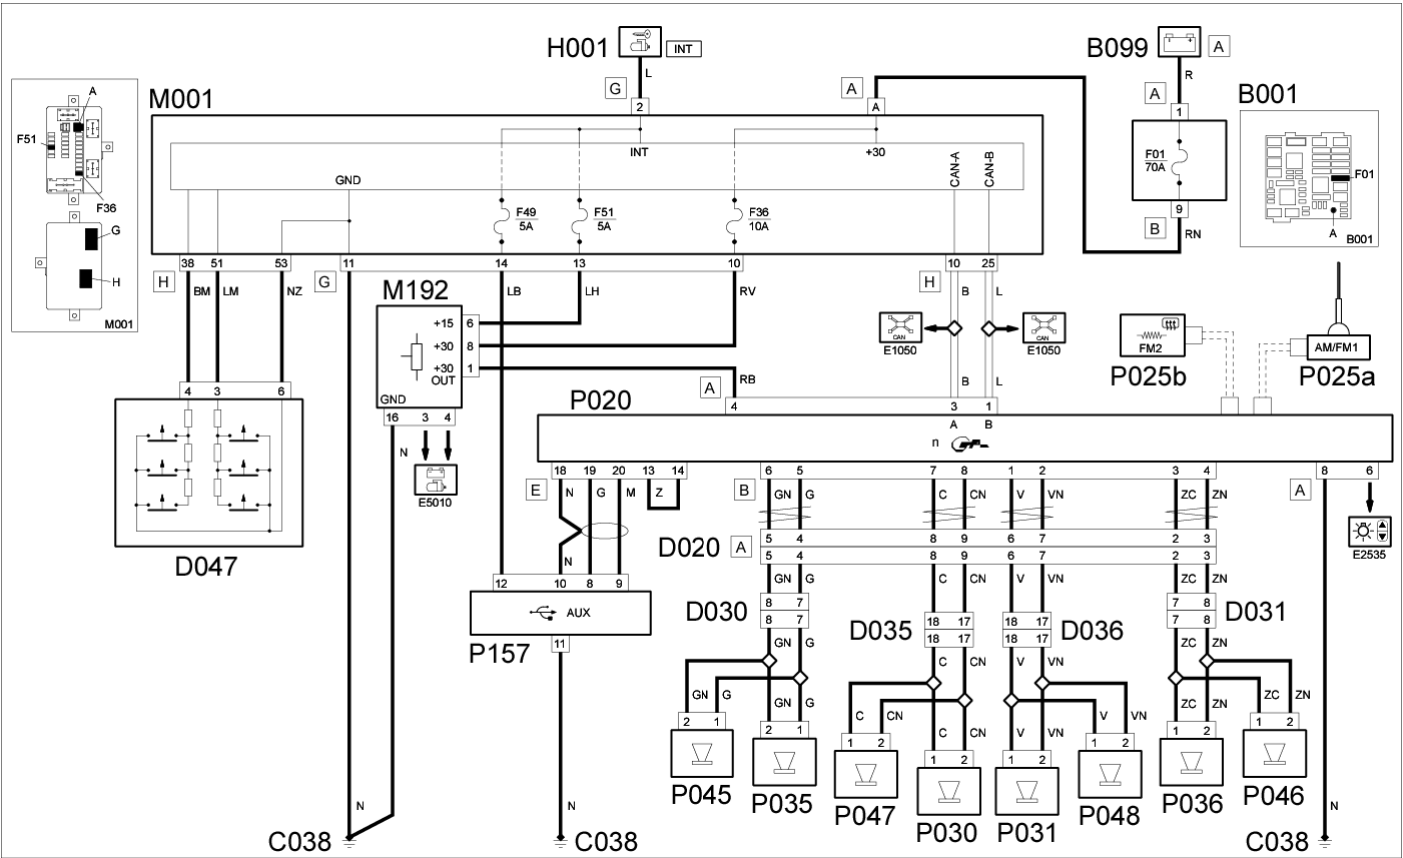 H001
INT
L
G
2
B099
A
R
A
1
F01
70A
9
B
RN
B001
F01
A
B001
A
F51
F36
G
H
M001
M001
A
A
INT
+30
GND
CAN-A
CAN-B
F49
5A
F51
5A
F36
10A
H
38
51
53
G
11
14
13
10
H
10
25
BM
LM
NZ
LB
LH
RV
B
L
M192
+15
6
+30
8
+30
OUT
1
GND
16
3
4
N
E5010
CAN
E1050
CAN
E1050
B
L
RB
A
4
3
1
P020
A
B
n
FM2
P025b
AM/FM1
P025a
4
3
6
D047
18
19
20
13
14
E
N
G
M
Z
N
12
10
8
9
AUX
P157
11
N
C038
N
C038
B
6
5
7
8
1
2
3
4
A
8
6
GN
G
C
CN
V
VN
ZC
ZN
E2535
D020
A
5
4
8
9
6
7
2
3
5
4
8
9
6
7
2
3
GN
G
C
CN
V
VN
ZC
ZN
D030
8
7
8
7
D035
18
17
18
17
D036
18
17
18
17
D031
7
8
7
8
GN
G
C
CN
V
VN
ZC
ZN
GN
G
GN
G
C
CN
C
CN
V
VN
V
VN
ZC
ZN
ZC
ZN
2
1
P045
2
1
P035
1
2
P047
1
2
P030
1
2
P031
1
2
P048
1
2
P036
1
2
P046
N
C038